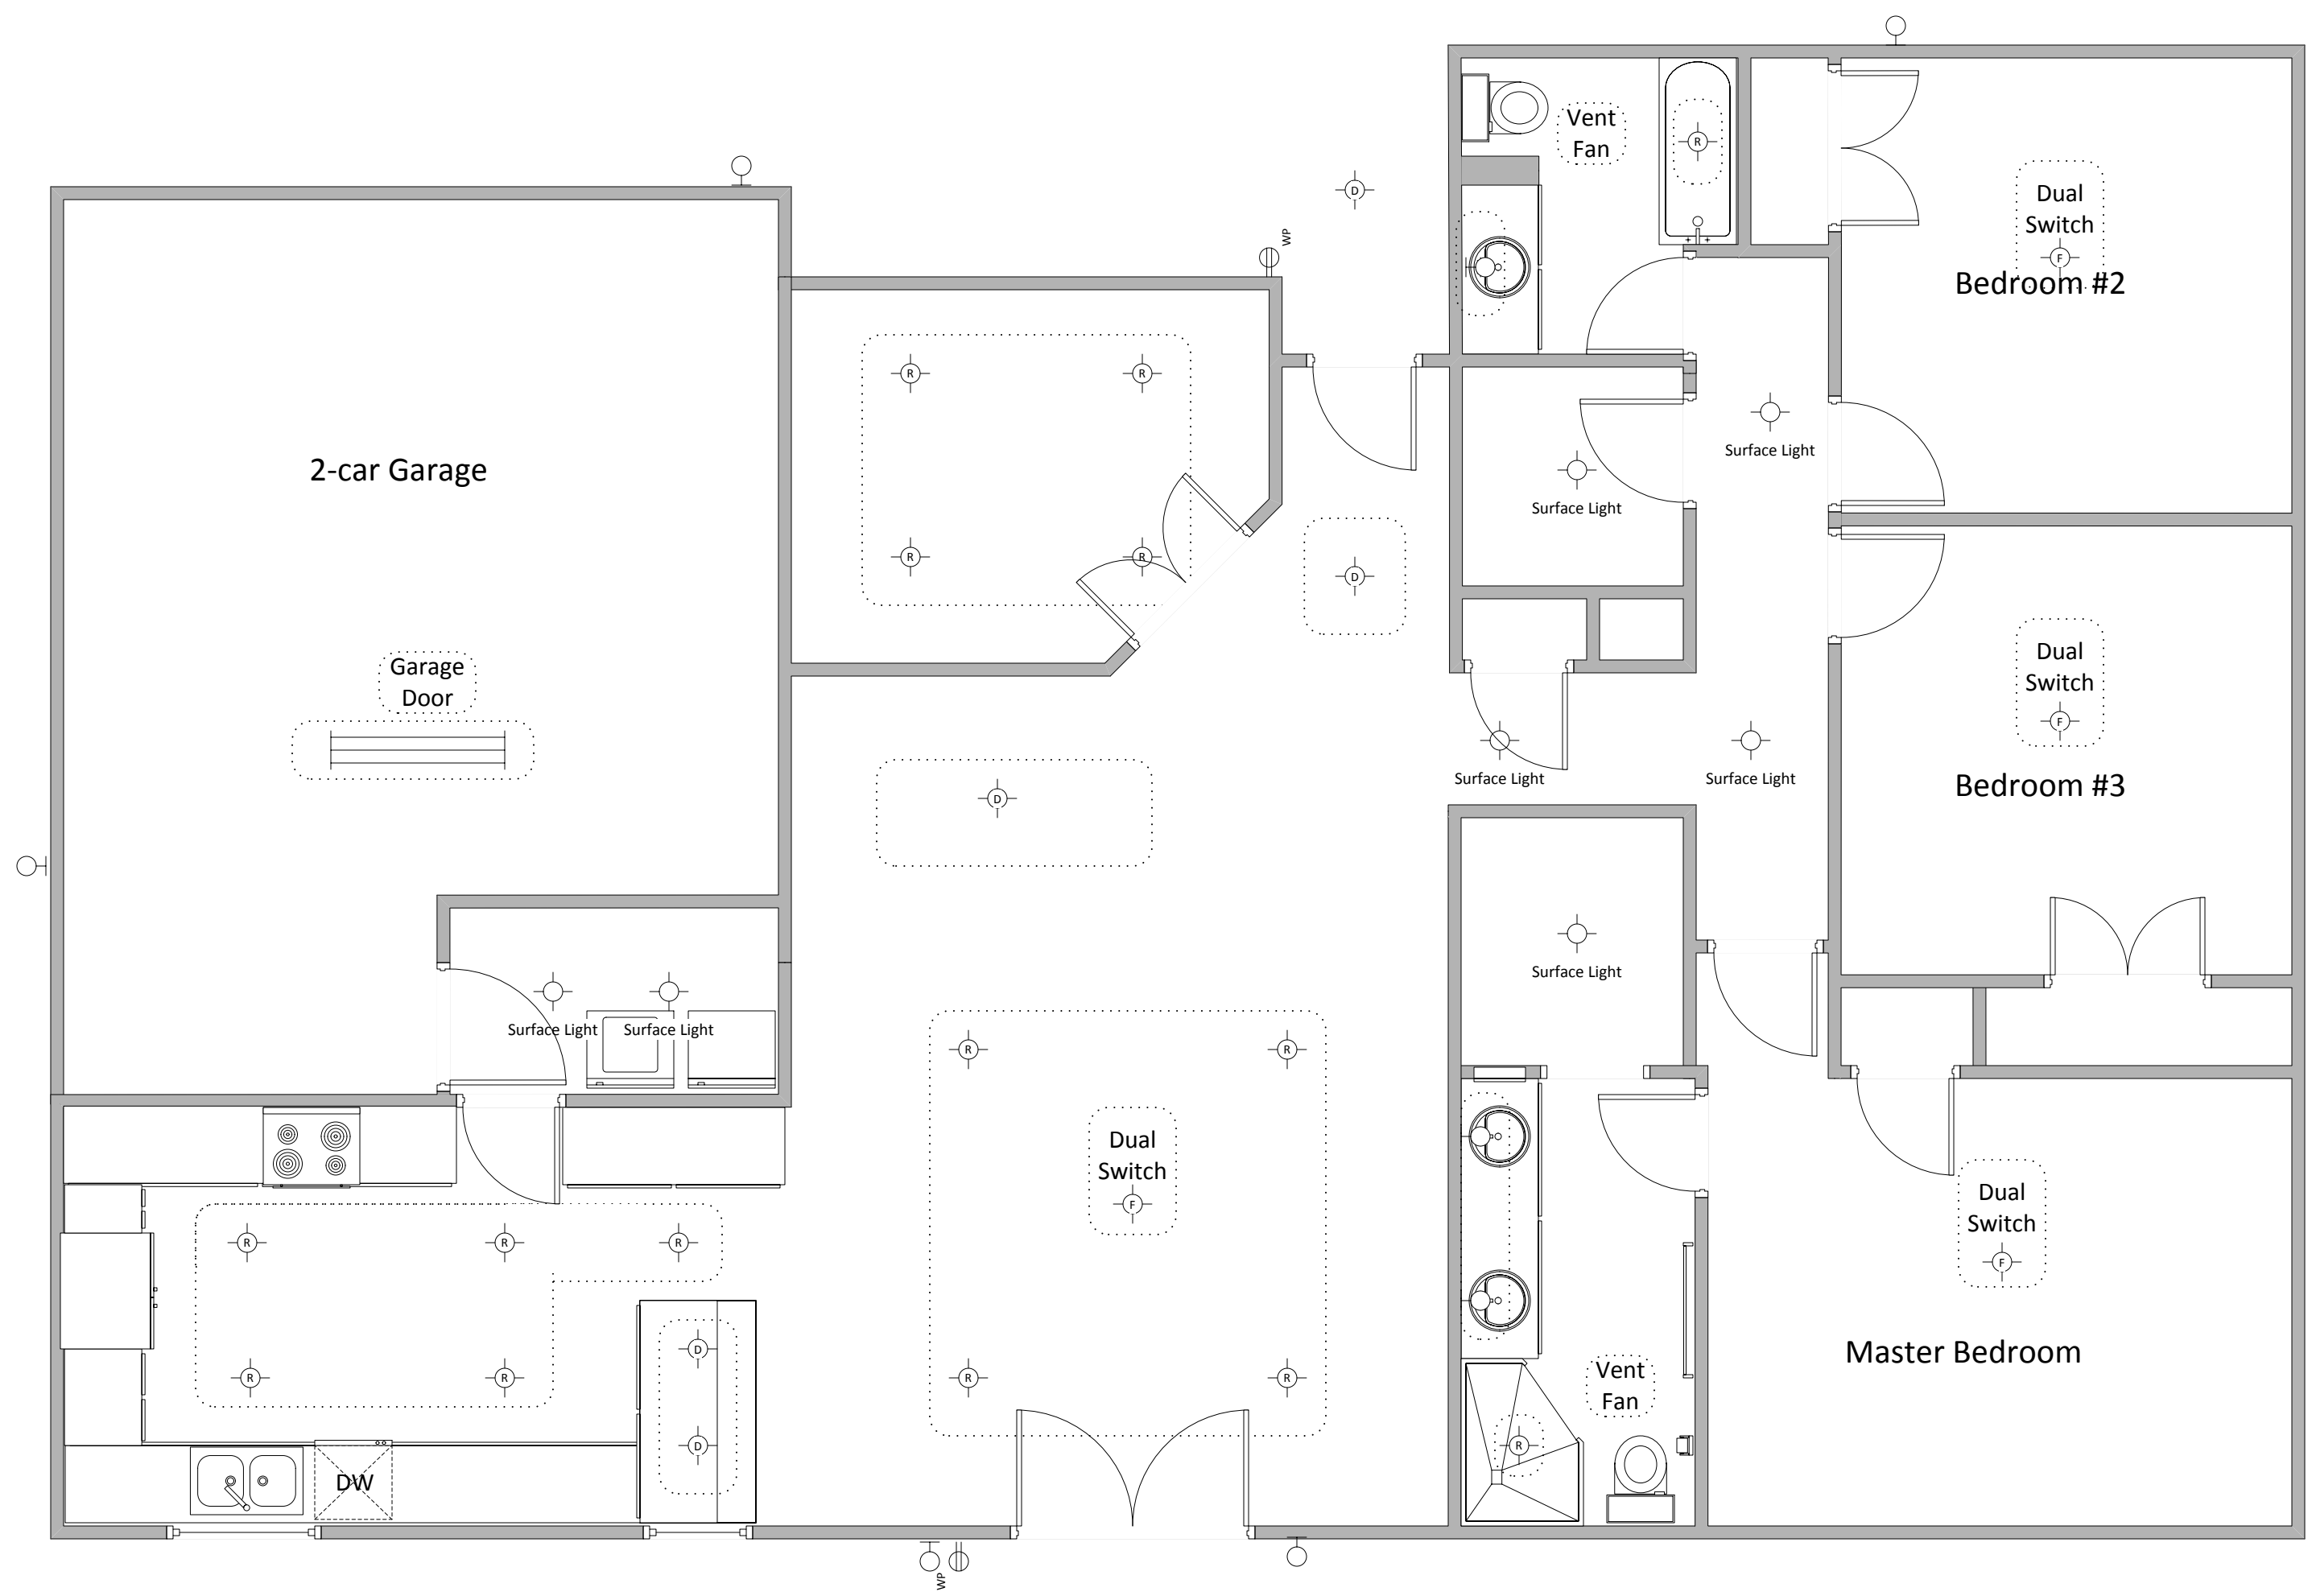 WP
D
Vent
Fan
R
Dual
Switch
F
Bedroom #2
R
R
Surface Light
2-car Garage
Surface Light
R
R
D
Garage
Door
Dual
Switch
F
Surface Light
Surface Light
Bedroom #3
D
Surface Light
Surface Light
Surface Light
R
R
Dual
Switch
F
Dual
Switch
F
R
R
R
D
Master Bedroom
R
R
R
R
Vent
Fan
D
R
DW
WP